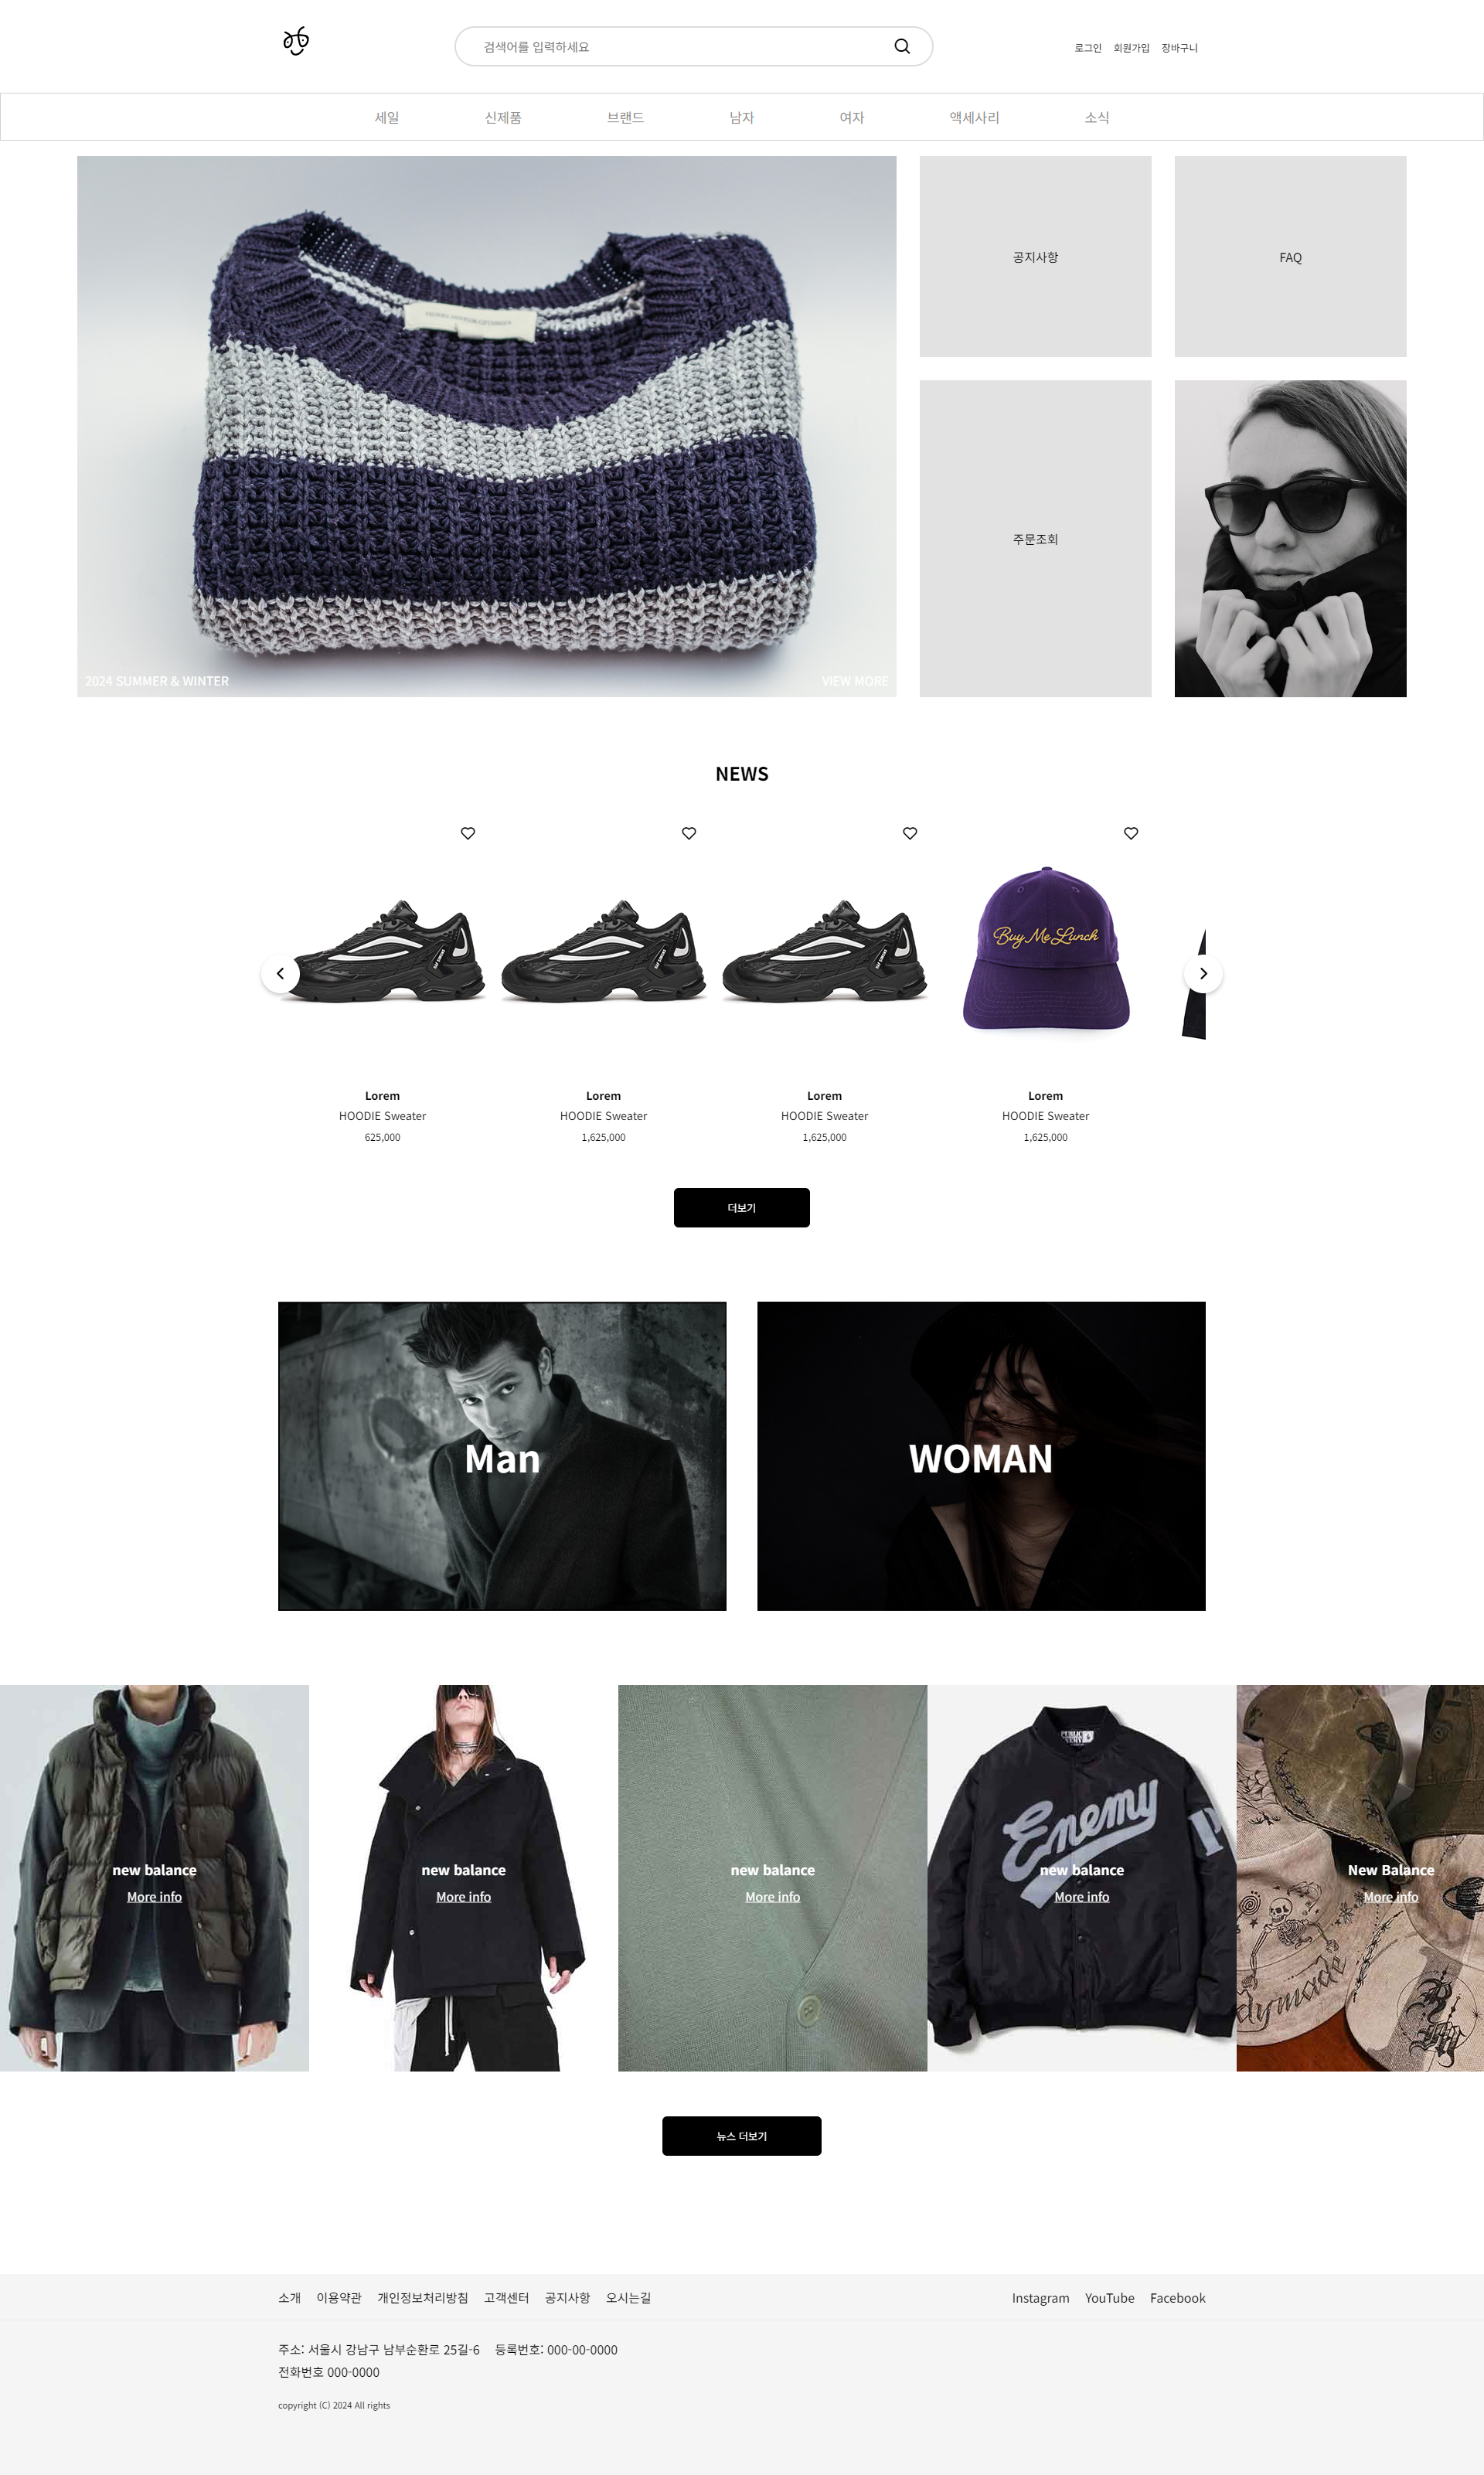 검색어를 입력하세요
로그인 회원가입 장바구니
세일 신제품 브랜드 남자 여자 액세사리 소식
공지사항
FAQ
주문조회
2024 SUMMER & WINTER
VIEW MORE
NEWS
Buy Me Lunch
Lorem
HOODIE Sweater
625,000
Lorem
HOODIE Sweater
1,625,000
Lorem
HOODIE Sweater
1,625,000
Lorem
HOODIE Sweater
1,625,000
더보기
Man
WOMAN
new balance
More info
new balance
More info
new balance
More info
PUBLIC
ENEMY
Enemy
new balance
More info
New Balance
More info
뉴스 더보기
소개 이용약관 개인정보처리방침 고객센터 공지사항 오시는길
Instagram YouTube Facebook
주소: 서울시 강남구 남부순환로 25길-6 등록번호: 000-00-0000
전화번호 000-0000
copyright (C) 2024 All rights